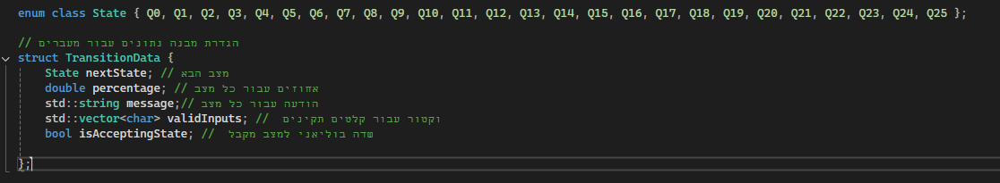 enum class State { Q0, Q1, Q2, Q3, Q4, Q5, Q6, Q7, Q8, Q9, Q10, Q11, Q12, Q13, Q14, Q15, Q16, Q17, Q18, Q19, Q20, Q21, Q22, Q23, Q24, Q25 };
// הגדרת מבנה נתונים עבור מעברים
struct TransitionData {
State nextState; // מצב הבא
double percentage; // אחוזים עבור כל מצב
std::string message;// הודעה עבור כל מצב
std::vector<char> validInputs; // וקטור עבור קלטים תקינים
bool isAcceptingState; // שדה בוליאני למצב מקבל
};